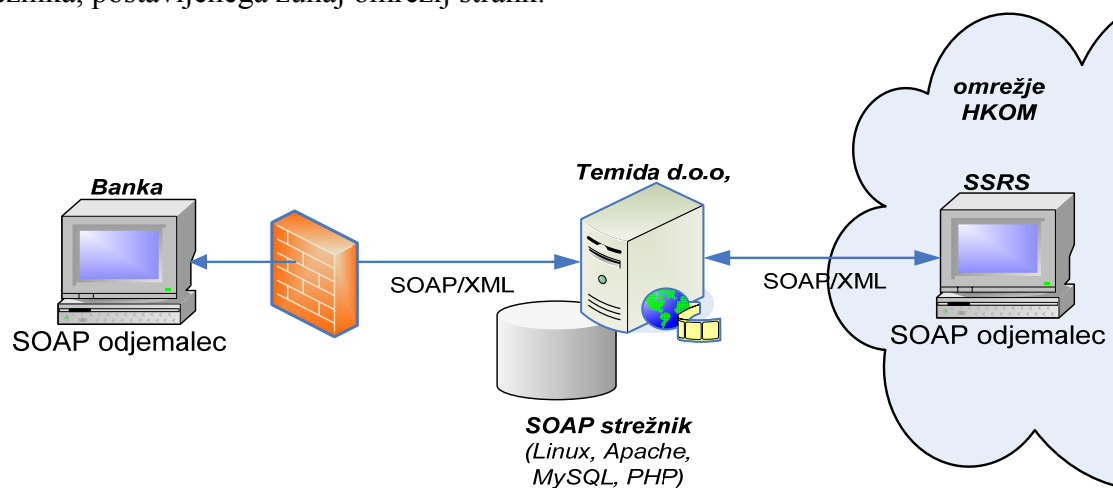 omrežje
HKOM
Banka
Temida d.o.o,
SSRS
SOAP/XML
SOAP/XML
SOAP odjemalec
SOAP odjemalec
SOAP strežnik
(Linux, Apache,
MySQL, PHP)